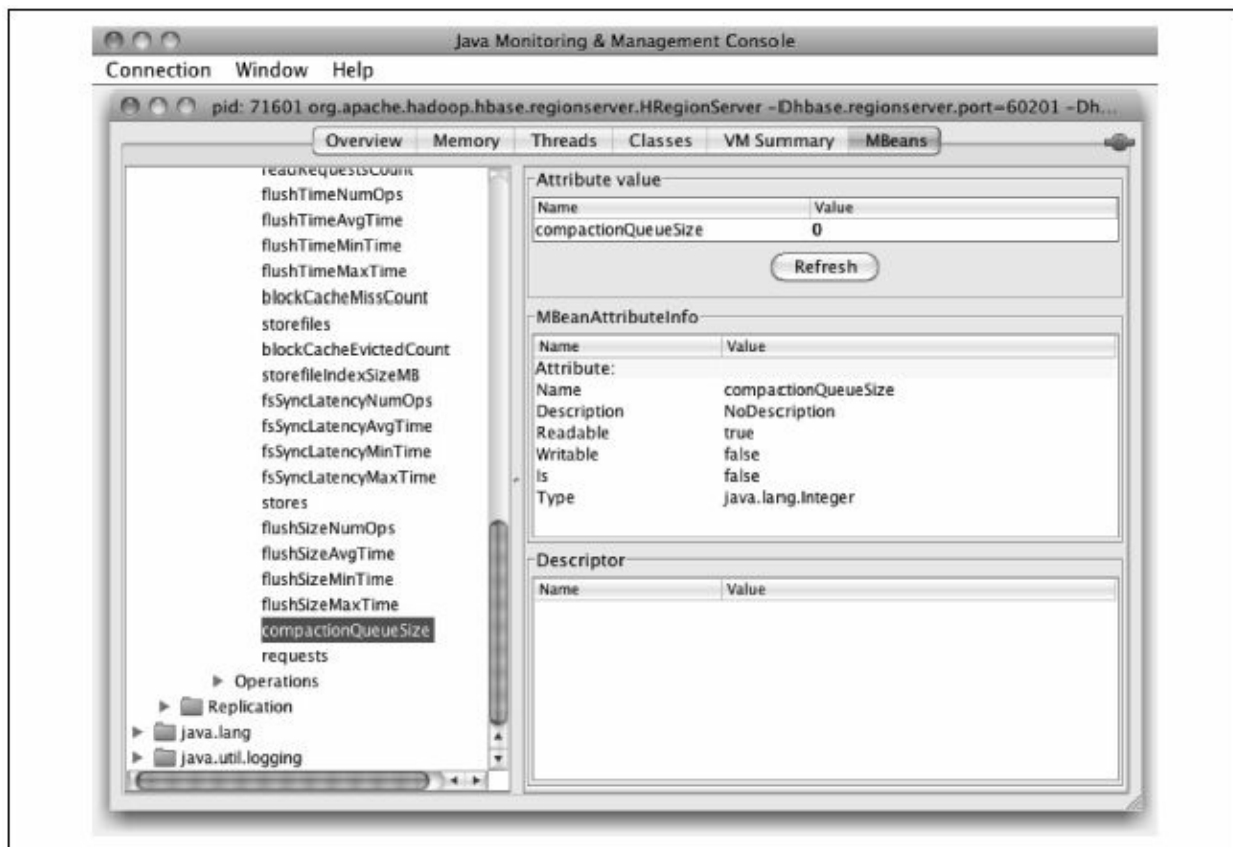 Java Monitoring & Management Console
Connection Window Help
pid: 71601 org.apache.hadoop.hbase.regionserver.HRegionServer -Dhbase.regionserver.port=60201 -Dh...
Overview Memory Threads Classes VM Summary MBeans
readRequestsCount
flushTimeNumOps
flushTimeAvgTime
flushTimeMinTime
flushTimeMaxTime
blockCacheMissCount
storefiles
blockCacheEvictedCount
storefileIndexSizeMB
fsSyncLatencyNumOps
fsSyncLatencyAvgTime
fsSyncLatencyMinTime
fsSyncLatencyMaxTime
stores
flushSizeNumOps
flushSizeAvgTime
flushSizeMinTime
flushSizeMaxTime
compactionQueueSize
requests
Operations
Replication
java.lang
java.util.logging
Attribute value
Name Value
compactionQueueSize 0
Refresh
MBeanAttributeInfo
Name Value
Attribute:
Name compactionQueueSize
Description NoDescription
Readable true
Writable false
Is false
Type java.lang.Integer
Descriptor
Name Value